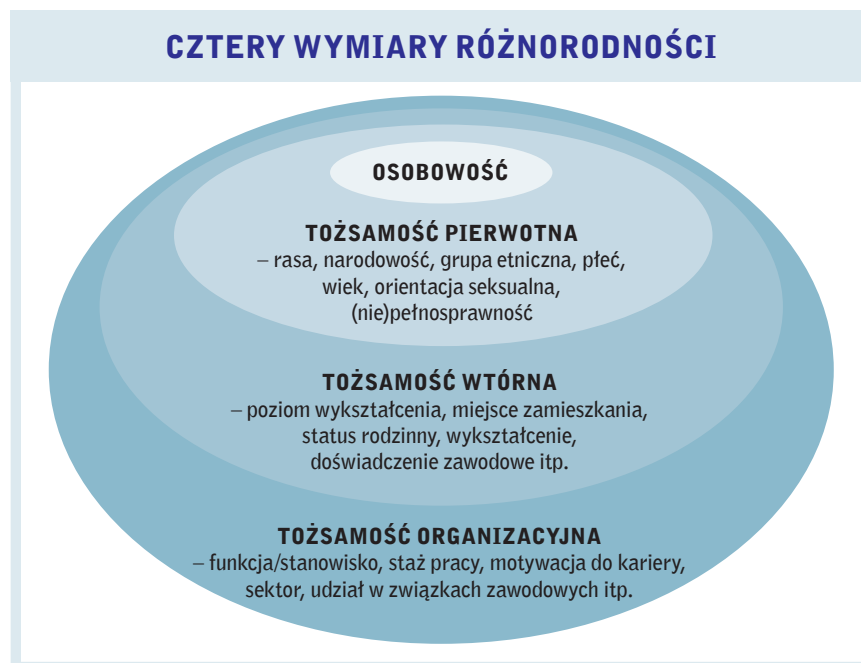 CZTERY WYMIARY RÓŻNORODNOŚCI
OSOBOWOŚĆ
TOŻSAMOŚĆ PIERWOTNA
– rasa, narodowość, grupa etniczna, płeć,
wiek, orientacja seksualna,
(nie)pełnosprawność
TOŻSAMOŚĆ WTÓRNA
– poziom wykształcenia, miejsce zamieszkania,
status rodzinny, wykształcenie,
doświadczenie zawodowe itp.
TOŻSAMOŚĆ ORGANIZACYJNA
– funkcja/stanowisko, staż pracy, motywacja do kariery,
sektor, udział w związkach zawodowych itp.